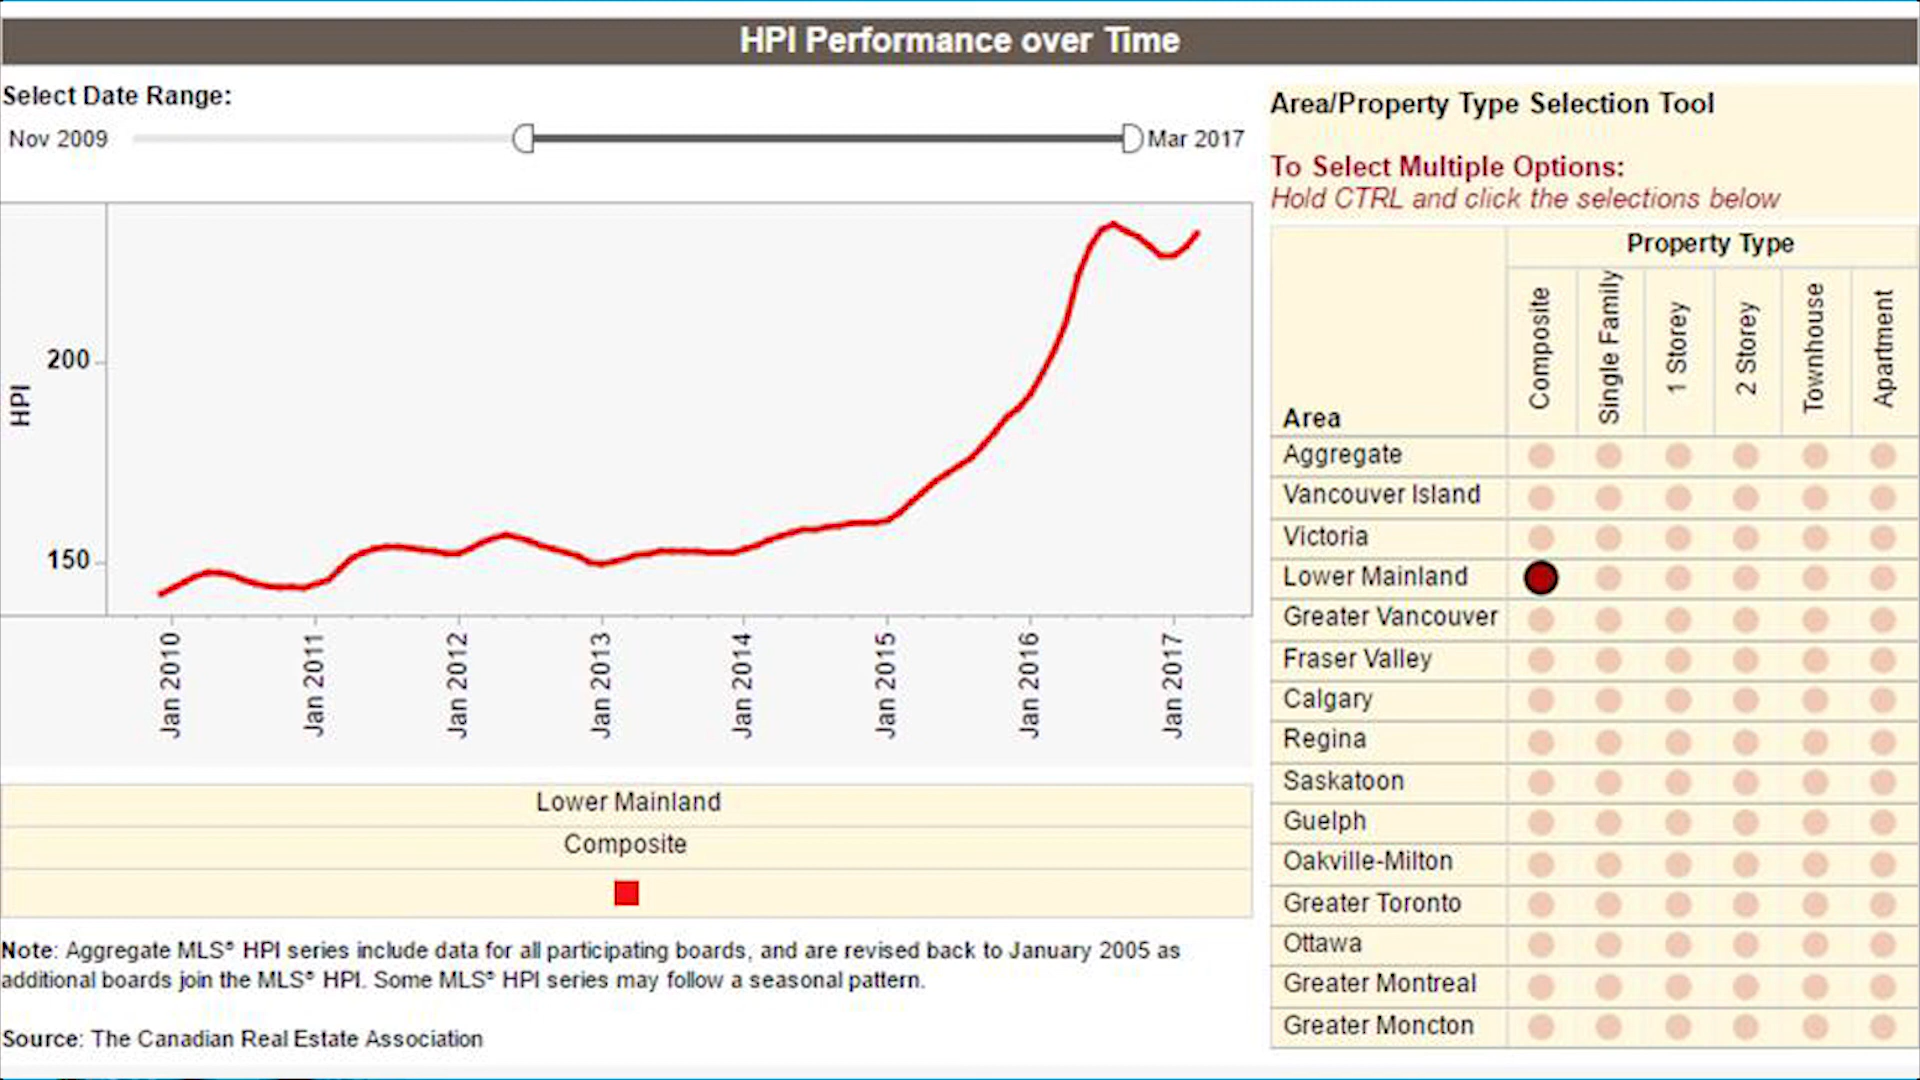 HPI Performance over Time
Select Date Range:
Nov 2009
Mar 2017
HPI
200
150
Jan 2010
Jan 2011
Jan 2012
Jan 2013
Jan 2014
Jan 2015
Jan 2016
Jan 2017
Lower Mainland
Composite
Note: Aggregate MLS® HPI series include data for all participating boards, and are revised back to January 2005 as
additional boards join the MLS® HPI. Some MLS® HPI series may follow a seasonal pattern.
Source: The Canadian Real Estate Association
Area/Property Type Selection Tool
To Select Multiple Options:
Hold CTRL and click the selections below
Property Type
Area
Composite
Single Family
1 Storey
2 Storey
Townhouse
Apartment
Aggregate
Vancouver Island
Victoria
Lower Mainland
Greater Vancouver
Fraser Valley
Calgary
Regina
Saskatoon
Guelph
Oakville-Milton
Greater Toronto
Ottawa
Greater Montreal
Greater Moncton